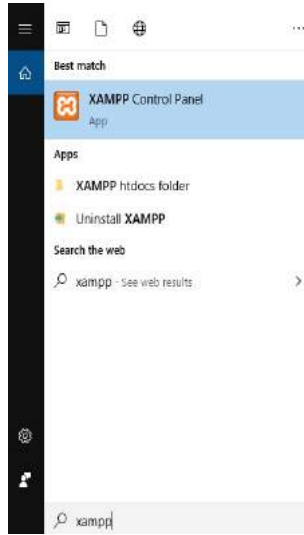 Best match
XAMPP Control Panel
App
Apps
XAMPP htdocs folder
Uninstall XAMPP
Search the web
xampp - See web results
xampp